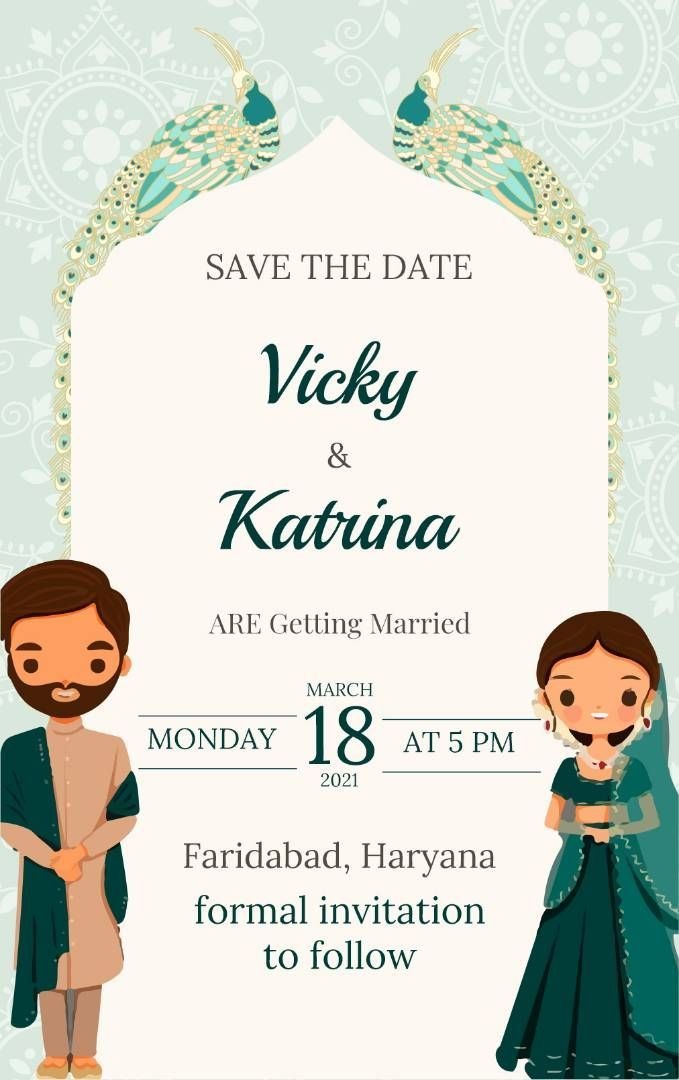 SAVE THE DATE
Vicky
&
Katrina
ARE Getting Married
MARCH
MONDAY 18 AT 5 PM
2021
Faridabad, Haryana
formal invitation
to follow